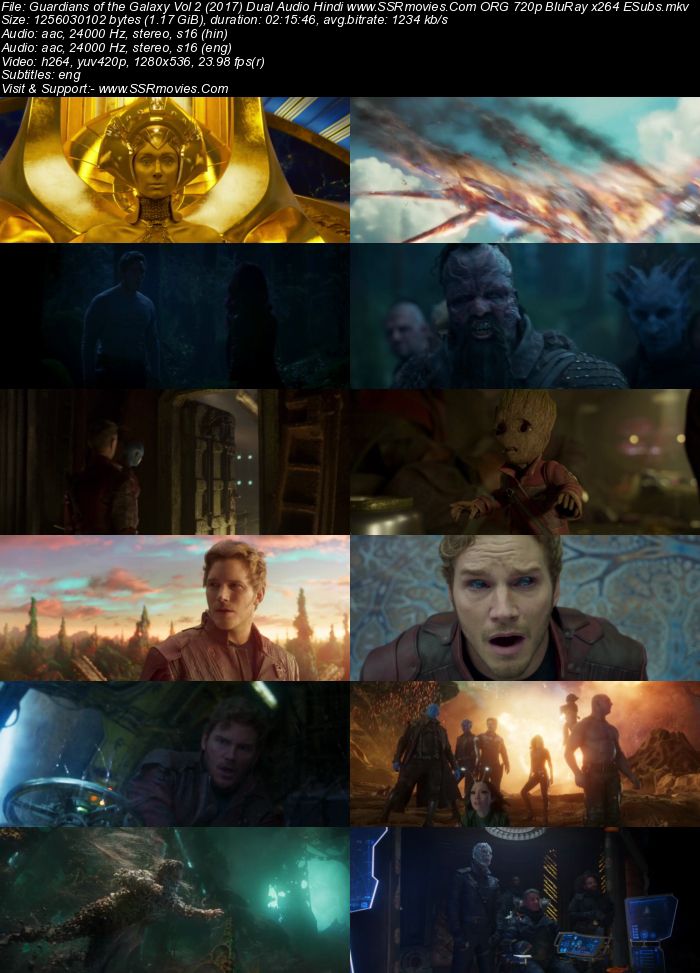 File: Guardians of the Galaxy Vol 2 (2017) Dual Audio Hindi www.SSRmovies.Com ORG 720p BluRay x264 ESubs.mkv
Size: 1256030102 bytes (1.17 GiB), duration: 02:15:46, avg.bitrate: 1234 kb/s
Audio: aac, 24000 Hz, stereo, s16 (hin)
Audio: aac, 24000 Hz, stereo, s16 (eng)
Video: h264, yuv420p, 1280x536, 23.98 fps(r)
Subtitles: eng
Visit & Support:- www.SSRmovies.Com